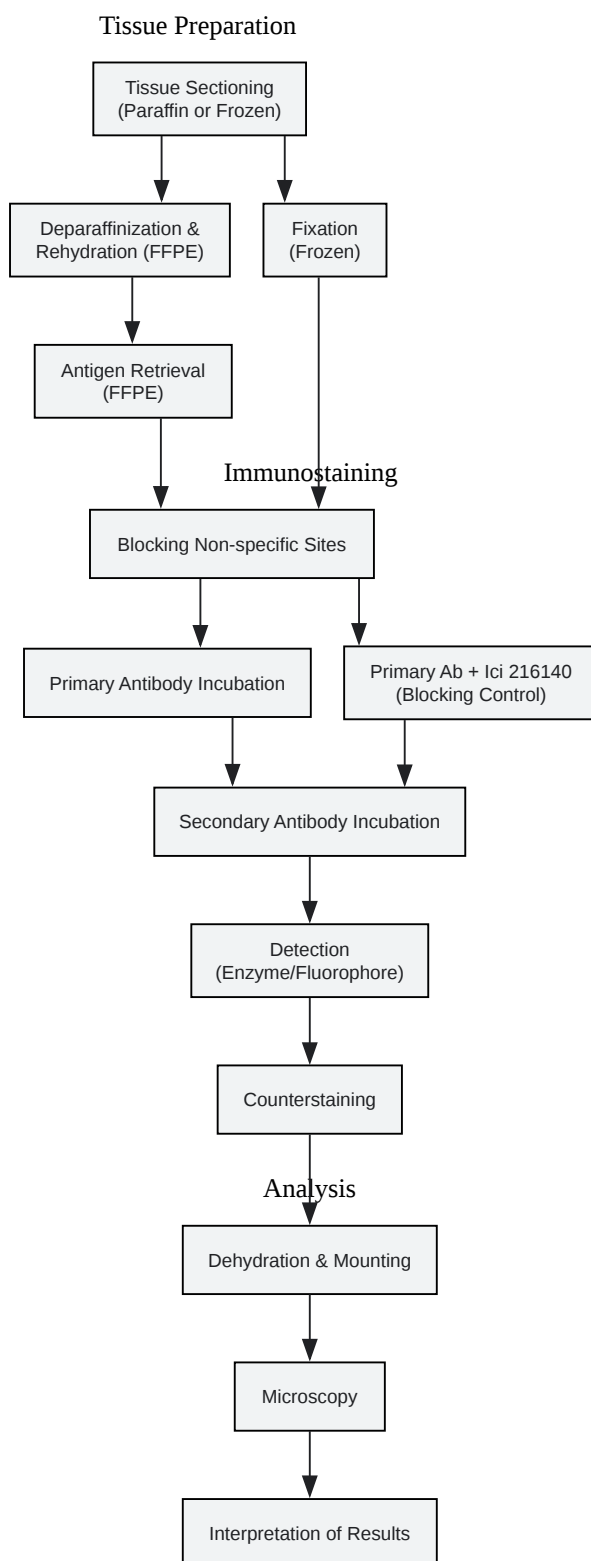 Tissue Preparation
Tissue Sectioning
(Paraffin or Frozen)
Deparaffinization &
Rehydration (FFPE)
Fixation
(Frozen)
Antigen Retrieval
(FFPE)
Immunostaining
Blocking Non-specific Sites
Primary Antibody Incubation
Primary Ab + Ici 216140
(Blocking Control)
Secondary Antibody Incubation
Detection
(Enzyme/Fluorophore)
Counterstaining
Analysis
Dehydration & Mounting
Microscopy
Interpretation of Results